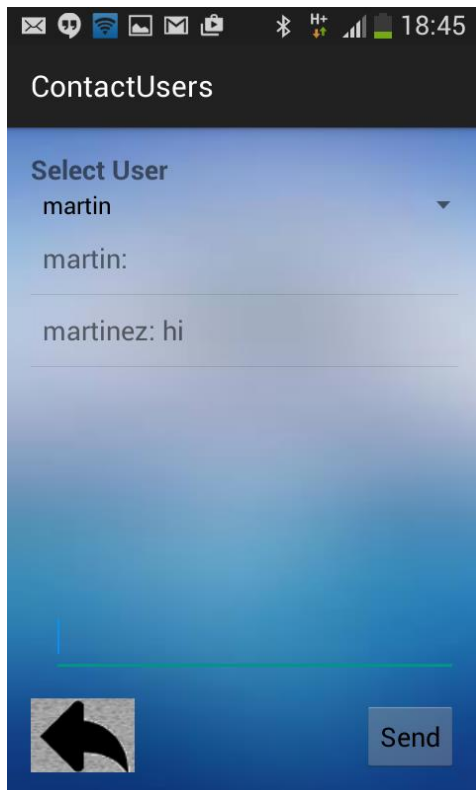 H+ 18:45
ContactUsers
Select User
martin
martin:
martinez: hi
Send